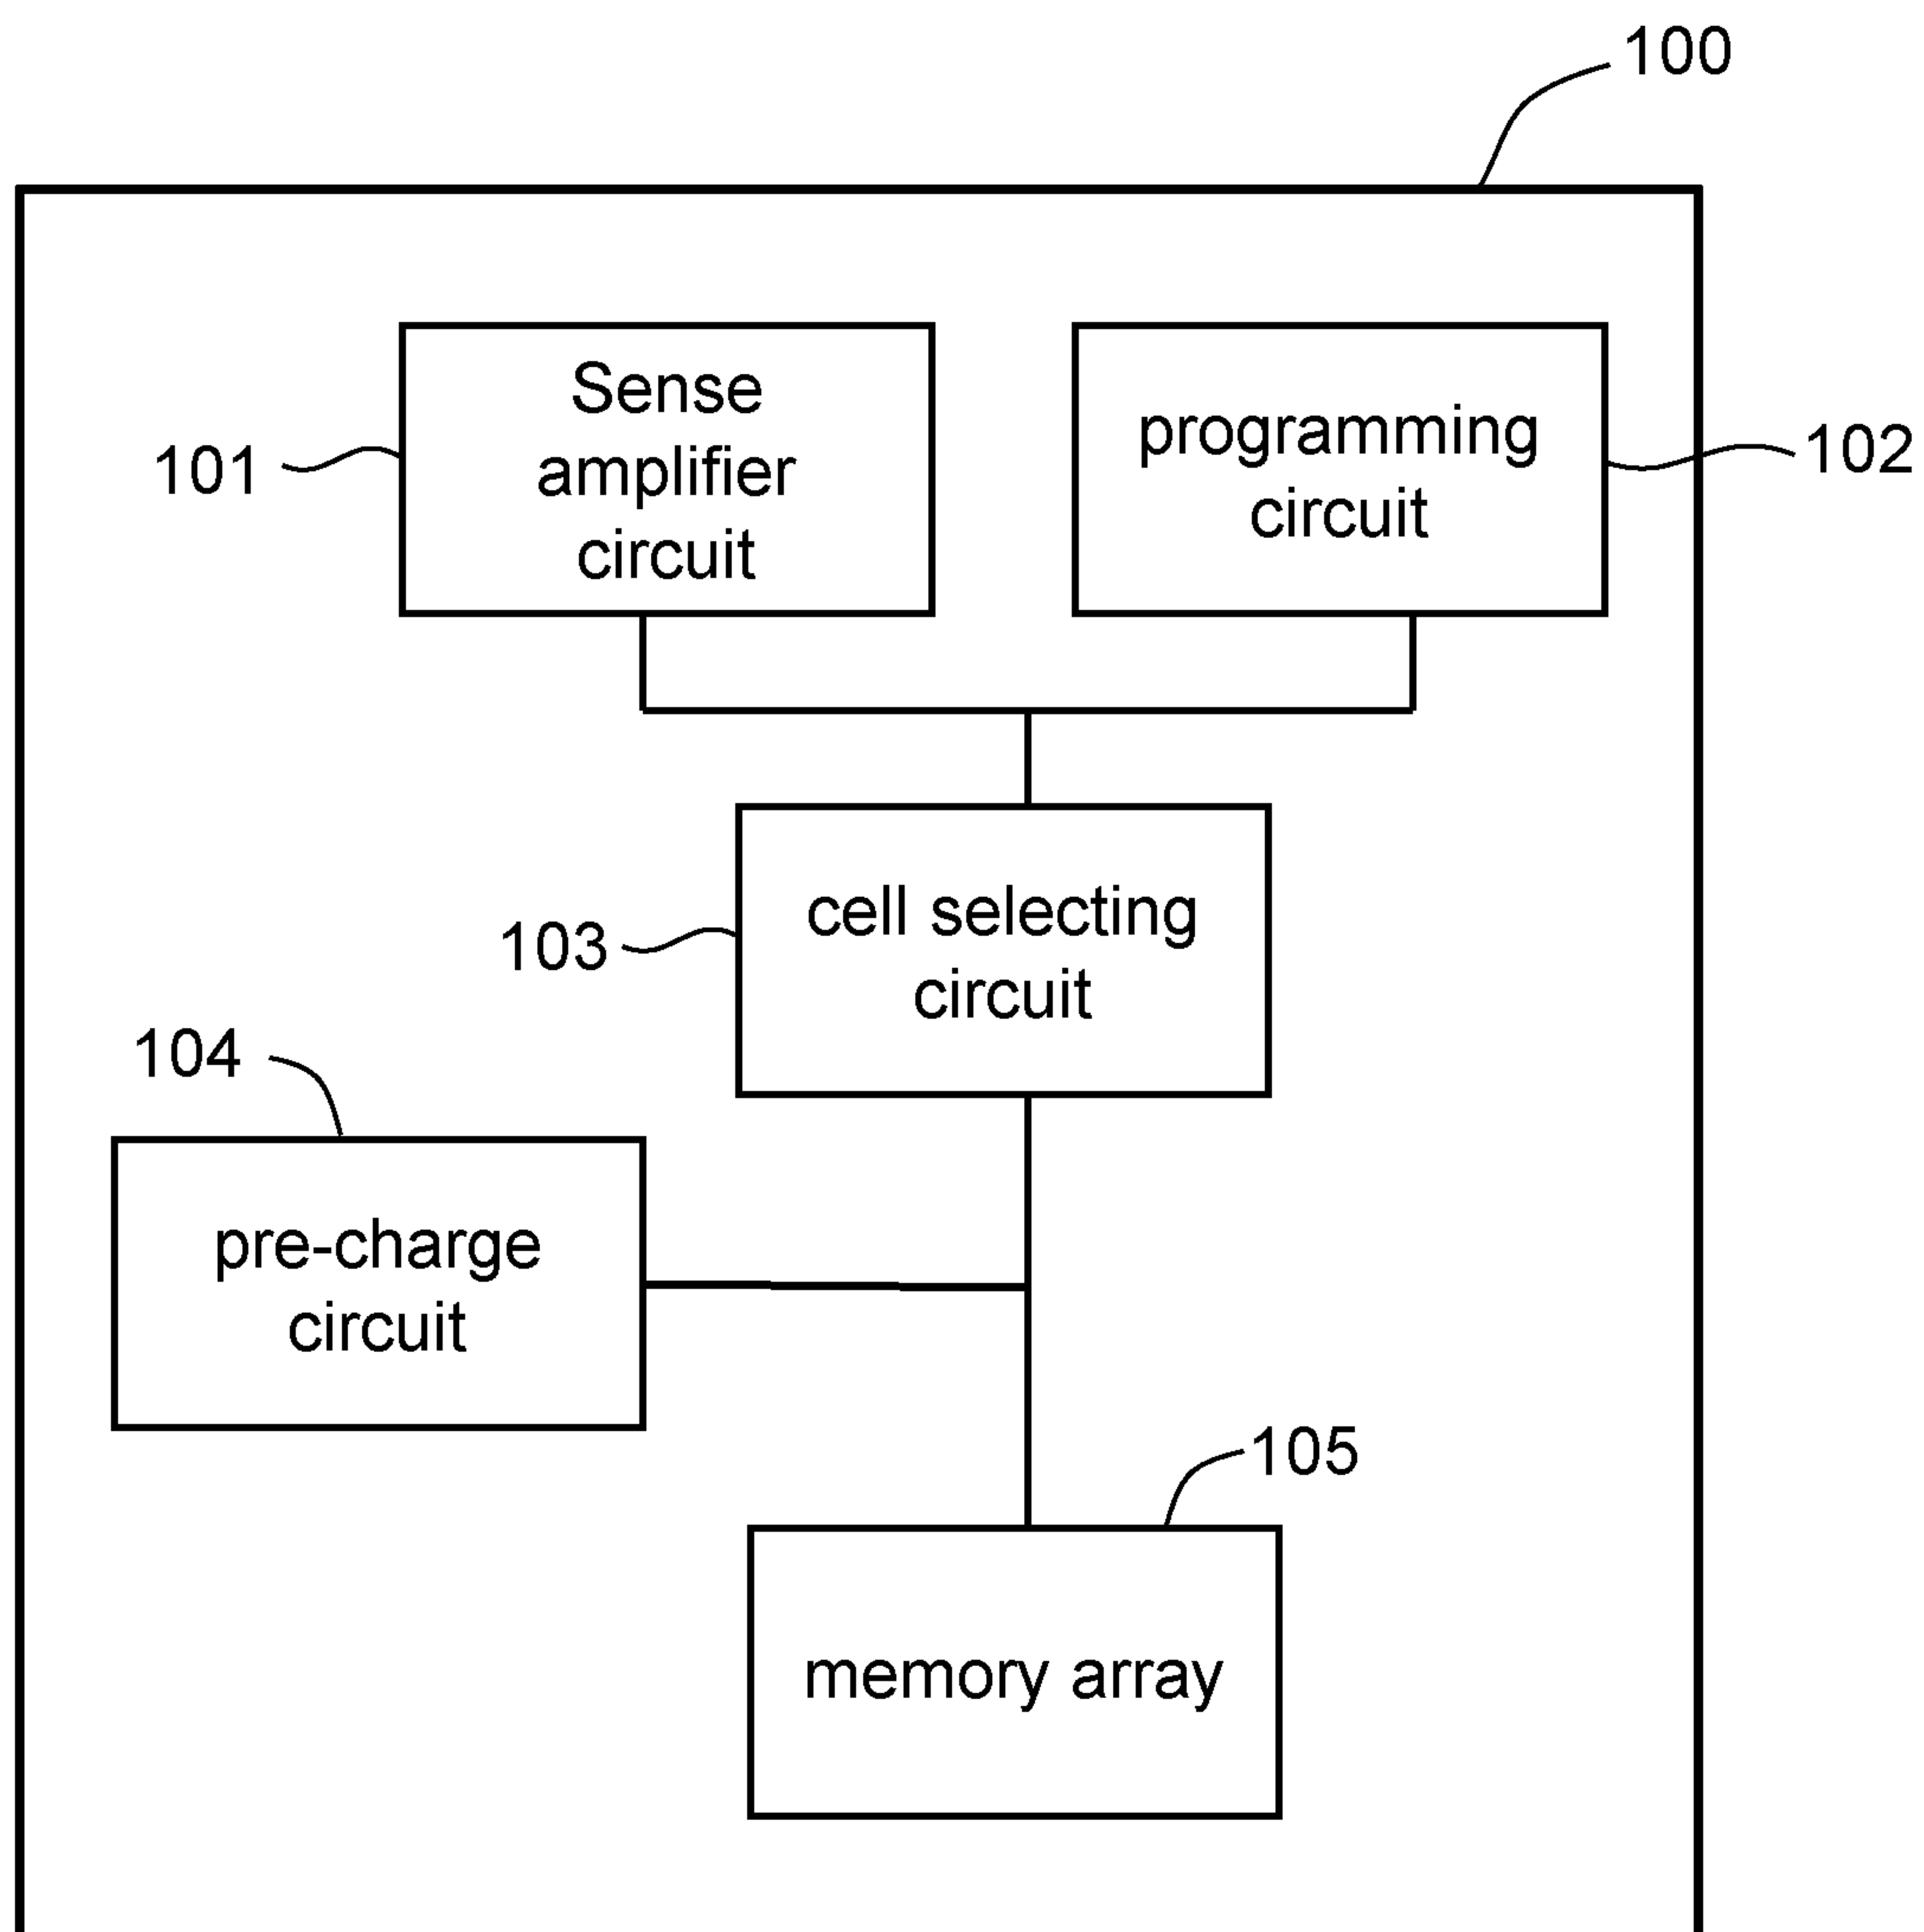 100
Sense
amplifier
circuit
101
programming
circuit
102
cell selecting
circuit
103
104
pre-charge
circuit
105
memory array